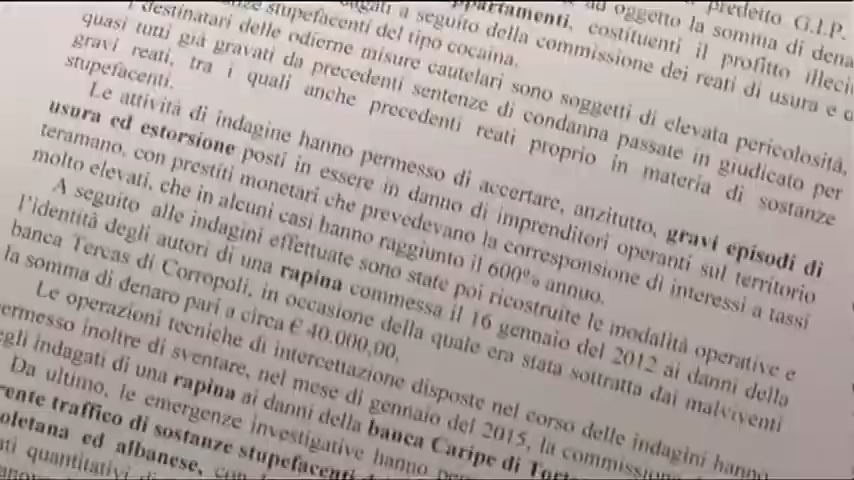 predetto G.I.P.
appartamenti, costituenti il profitto
ad oggetto la somma di
a seguito della commissione dei reati di usura e
stupefacenti del tipo cocaina.
destinatari delle odierne misure cautelari sono soggetti di elevata pericolosità,
quasi tutti già gravati da precedenti sentenze di condanna passate in giudicato per
gravi reati, tra i quali anche precedenti reati proprio in materia di sostanze
stupefacenti.
Le attività di indagine hanno permesso di accertare, anzitutto, gravi episodi di
usura ed estorsione posti in essere in danno di imprenditori operanti sul territorio
teramano, con prestiti monetari che prevedevano la corresponsione di interessi a tassi
molto elevati, che in alcuni casi hanno raggiunto il 600% annuo.
A seguito alle indagini effettuate sono state poi ricostruite le modalità operative e
l'identità degli autori di una rapina commessa il 16 gennaio del 2012 ai danni della
banca Tercas di Corropoli, in occasione della quale era stata sottratta dai malviventi
la somma di denaro pari a circa € 40.000,00.
Le operazioni tecniche di intercettazione disposte nel corso delle indagini hanno
permesso inoltre di sventare, nel mese di gennaio del 2015, la commissione
degli indagati di una rapina ai danni della banca Caripe di
Da ultimo, le emergenze investigative hanno
traffico di sostanze stupefacenti
ed albanese, con
quantitativi di